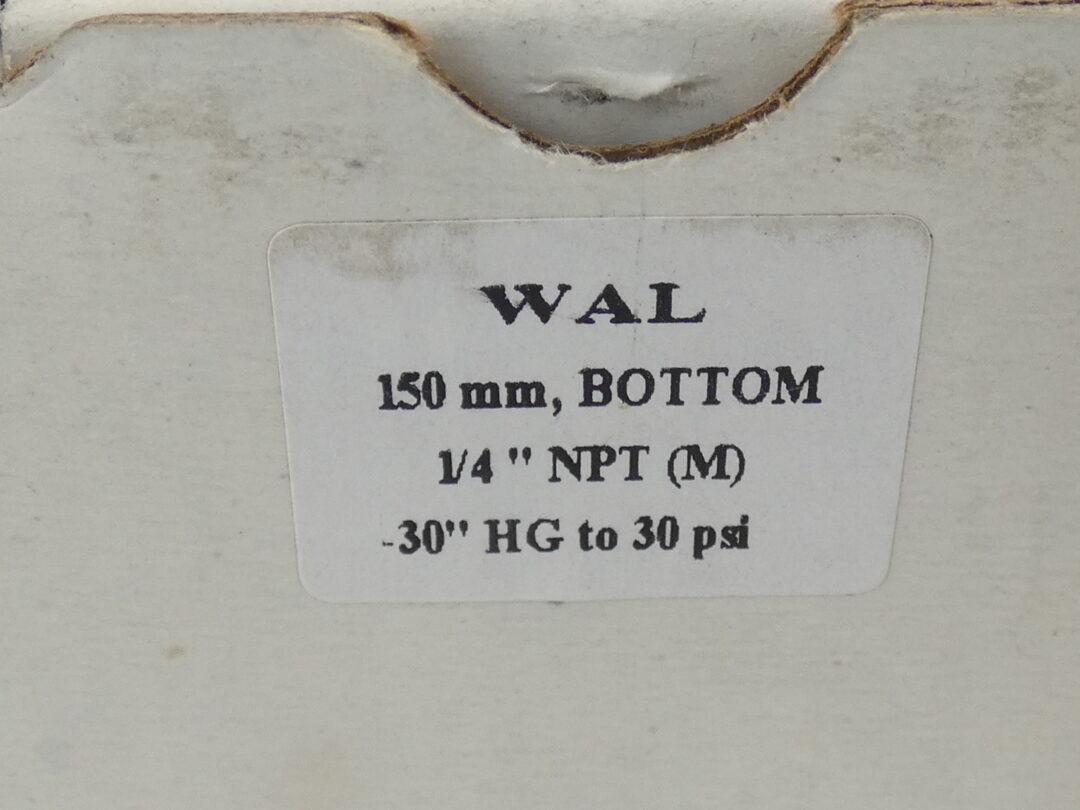 WAL
150 mm, BOTTOM
1/4 " NPT (M)
-30" HG to 30 psi